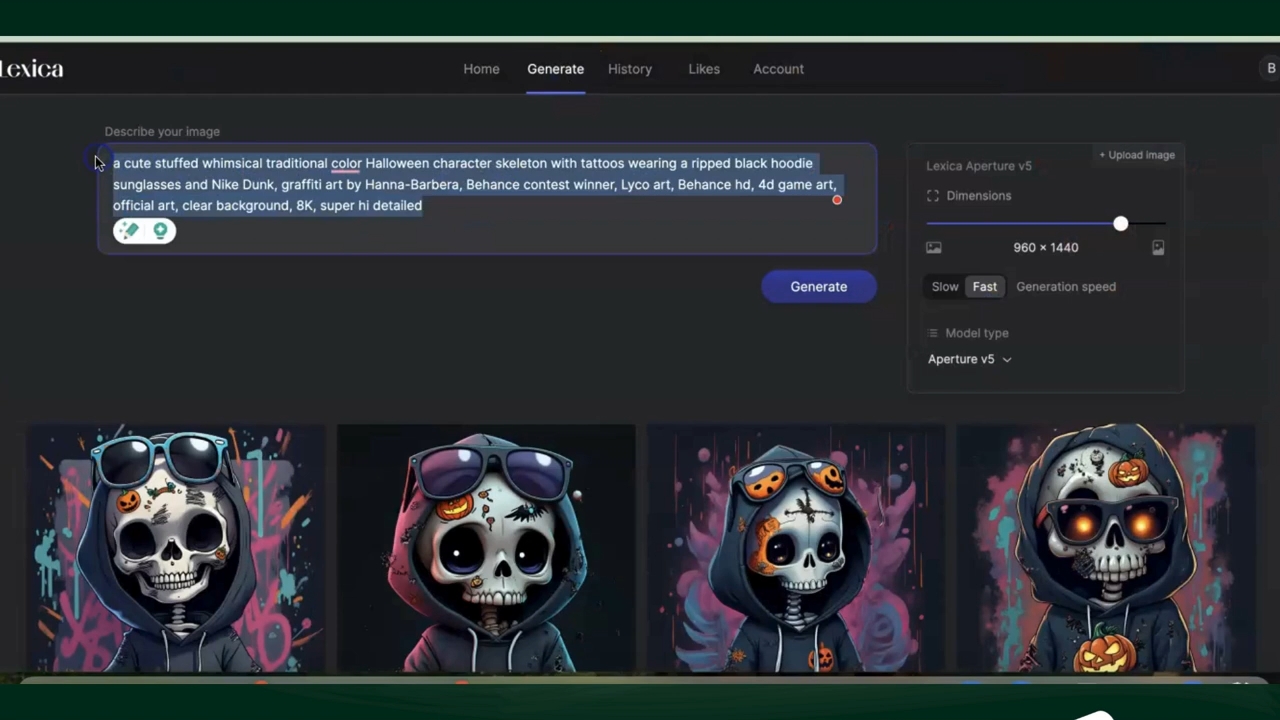 Lexica
Home Generate History Likes Account
B
Describe your image
a cute stuffed whimsical traditional color Halloween character skeleton with tattoos wearing a ripped black hoodie
sunglasses and Nike Dunk, graffiti art by Hanna-Barbera, Behance contest winner, Lyco art, Behance hd, 4d game art,
official art, clear background, 8K, super hi detailed
Generate
+ Upload image
Lexica Aperture v5
Dimensions
960 × 1440
Slow Fast Generation speed
Model type
Aperture v5